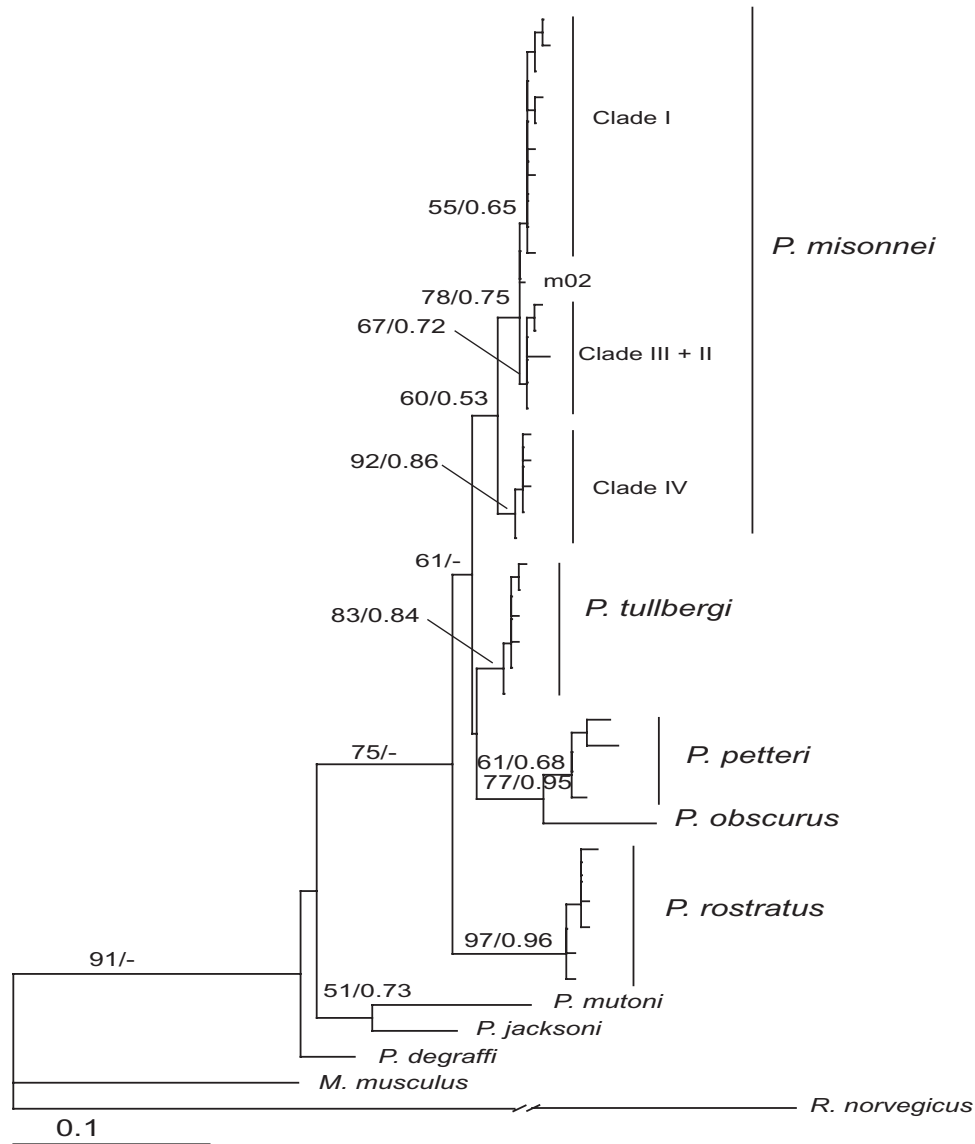 Clade I
55/0.65
P. misonnei
m02
78/0.75
67/0.72
Clade III + II
60/0.53
92/0.86
Clade IV
61/-
P. tullbergi
83/0.84
75/-
61/0.68
P. petteri
77/0.95
P. obscurus
P. rostratus
97/0.96
91/-
51/0.73
P. mutoni
P. jacksoni
P. degraffi
M. musculus
R. norvegicus
0.1